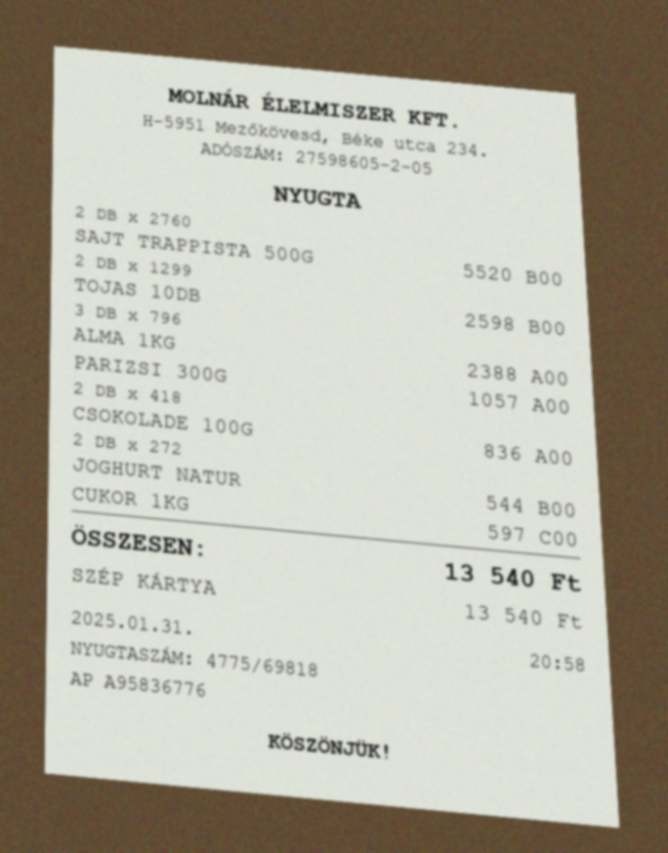 MOLNÁR ÉLELMISZER KFT.
H-5951 Mezőkövesd, Béke utca 234.
ADÓSZÁM: 27598605-2-05
NYUGTA
2 DB x 2760
SAJT TRAPPISTA 500G 5520 B00
2 DB x 1299
TOJAS 10DB 2598 B00
3 DB x 796
ALMA 1KG 2388 A00
PARIZSI 300G 1057 A00
2 DB x 418
CSOKOLADE 100G 836 A00
2 DB x 272
JOGHURT NATUR 544 B00
CUKOR 1KG 597 C00
ÖSSZESEN: 13 540 Ft
SZÉP KÁRTYA 13 540 Ft
2025.01.31. 20:58
NYUGTASZÁM: 4775/69818
AP A95836776
KÖSZÖNJÜK!